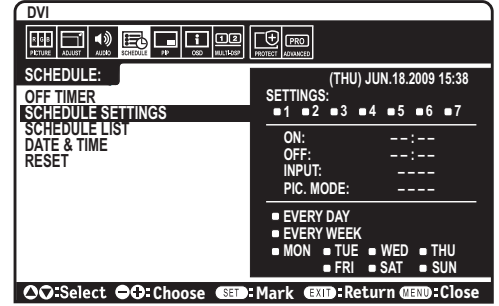 DVI
RGB
PICTURE ADJUST AUDIO SCHEDULE PIP OSD MULTI-DSP PROTECT ADVANCED
1 2
PRO
SCHEDULE:
OFF TIMER
SCHEDULE SETTINGS
SCHEDULE LIST
DATE & TIME
RESET
(THU) JUN.18.2009 15:38
SETTINGS:
1 2 3 4 5 6 7
ON: --:--
OFF: --:--
INPUT: ----
PIC. MODE: ----
EVERY DAY
EVERY WEEK
MON TUE WED THU
FRI SAT SUN
Select Choose SET:Mark EXIT:Return MENU:Close